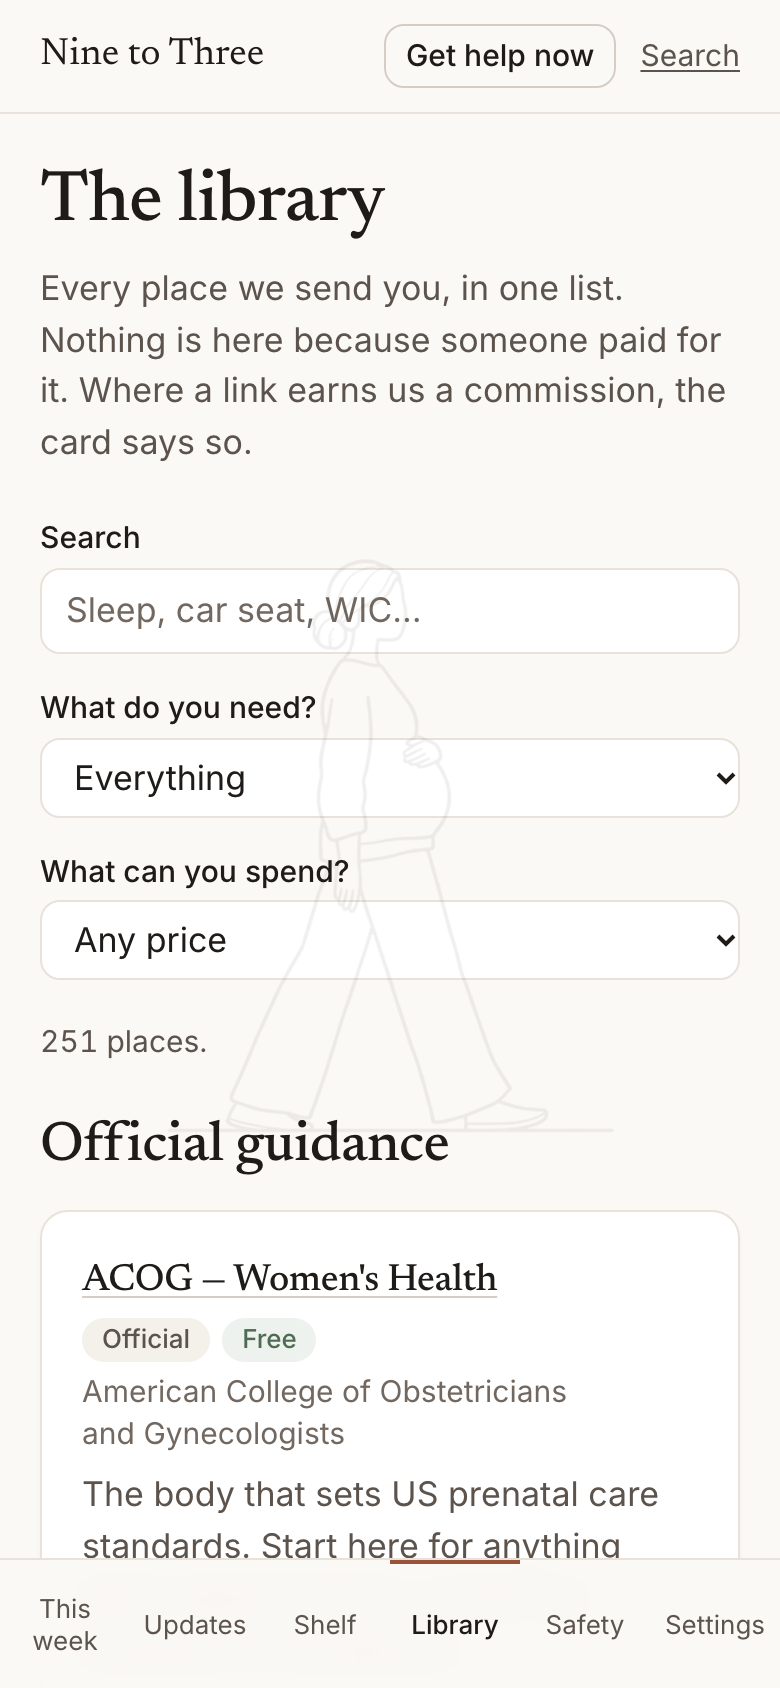 Nine to Three
Get help now
Search
The library
Every place we send you, in one list.
Nothing is here because someone paid for
it. Where a link earns us a commission, the
card says so.
Search
Sleep, car seat, WIC...
What do you need?
Everything
What can you spend?
Any price
251 places.
Official guidance
ACOG – Women's Health
Official
Free
American College of Obstetricians
and Gynecologists
The body that sets US prenatal care
standards. Start here for anything
This
week
Updates
Shelf
Library
Safety
Settings